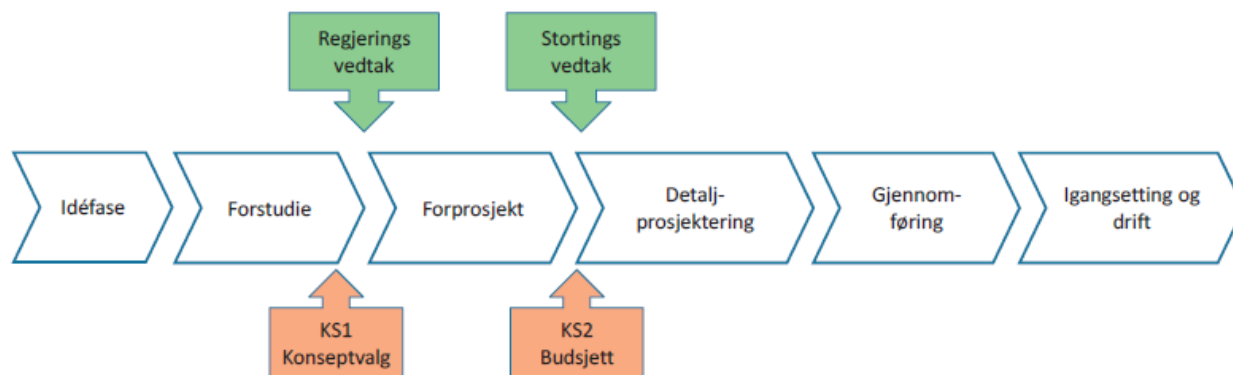 Regjerings
vedtak
Stortings
vedtak
Idéfase
Forstudie
Forprosjekt
Detalj-
prosjektering
Gjennom-
føring
Igangsetting og
drift
KS1
Konseptvalg
KS2
Budsjett